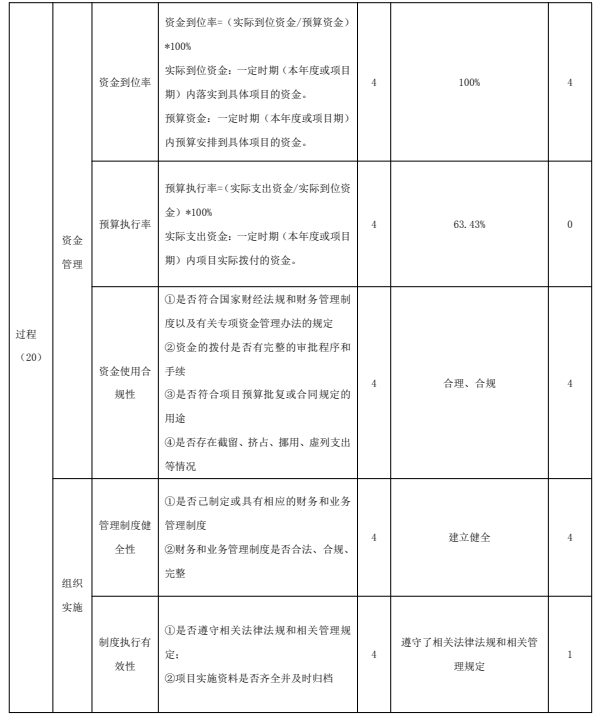 过程
（20）
资金
管理
资金到位率
资金到位率=（实际到位资金/预算资金）
*100%
实际到位资金：一定时期（本年度或项目
期）内落实到具体项目的资金。
预算资金：一定时期（本年度或项目期）
内预算安排到具体项目的资金。
4
100%
4
预算执行率
预算执行率=（实际支出资金/实际到位资
金）*100%
实际支出资金：一定时期（本年度或项目
期）内项目实际拨付的资金。
4
63.43%
0
资金使用合
规性
①是否符合国家财经法规和财务管理制
度以及有关专项资金管理办法的规定
②资金的拨付是否有完整的审批程序和
手续
③是否符合项目预算批复或合同规定的
用途
④是否存在截留、挤占、挪用、虚列支出
等情况
4
合理、合规
4
组织
实施
管理制度健
全性
①是否已制定或具有相应的财务和业务
管理制度
②财务和业务管理制度是否合法、合规、
完整
4
建立健全
4
制度执行有
效性
①是否遵守相关法律法规和相关管理规
定；
②项目实施资料是否齐全并及时归档
4
遵守了相关法律法规和相关管
理规定
1